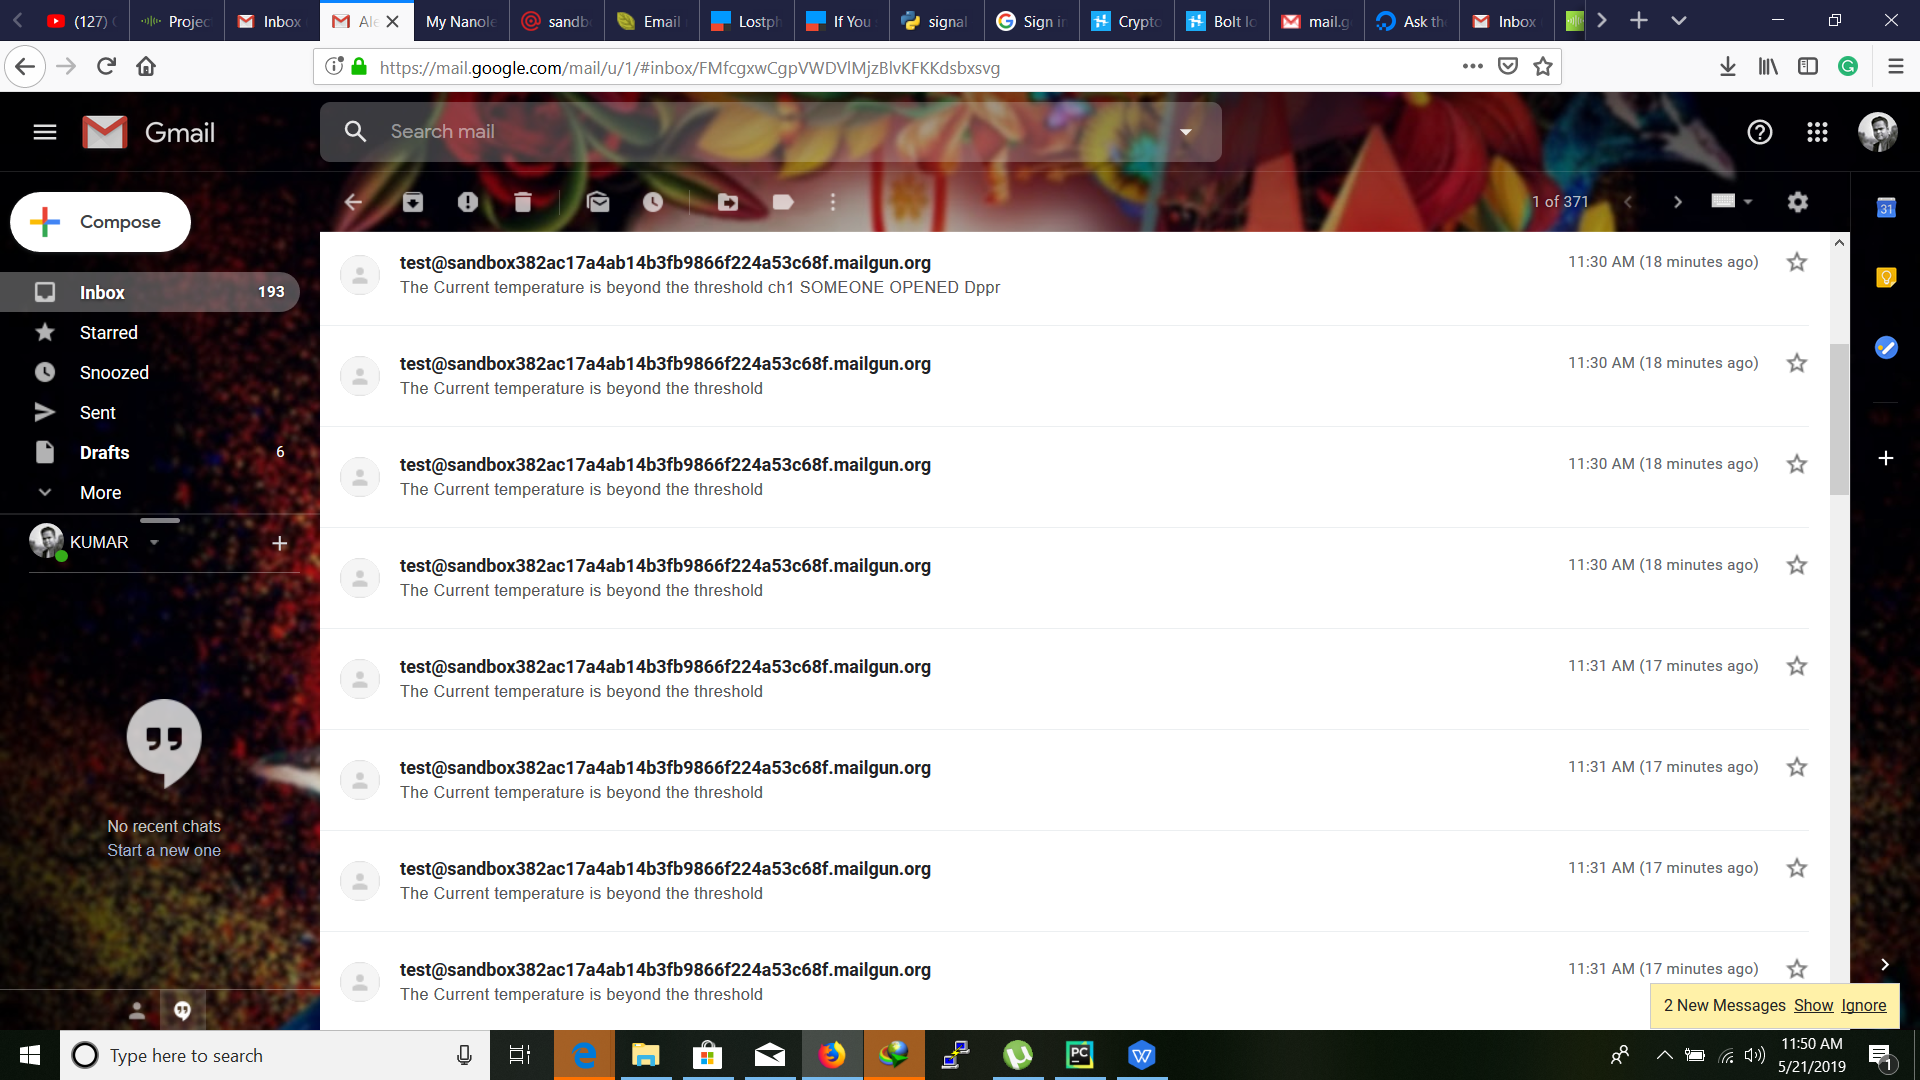 (127)
Projec
Inbox
Ale
My Nanole
sandb
Email
Lostph
If You
signal
Sign in
Crypto
Bolt Io
mail.g
Ask the
Inbox
https://mail.google.com/mail/u/1/#inbox/FMfcgxwCgpVWDVlMjzBlvKFKKdsbxsvg
Gmail
Search mail
Compose
1 of 371
31
Inbox 193
Starred
Snoozed
Sent
Drafts 6
More
KUMAR
No recent chats
Start a new one
test@sandbox382ac17a4ab14b3fb9866f224a53c68f.mailgun.org 11:30 AM (18 minutes ago)
The Current temperature is beyond the threshold ch1 SOMEONE OPENED Dppr
test@sandbox382ac17a4ab14b3fb9866f224a53c68f.mailgun.org 11:30 AM (18 minutes ago)
The Current temperature is beyond the threshold
test@sandbox382ac17a4ab14b3fb9866f224a53c68f.mailgun.org 11:30 AM (18 minutes ago)
The Current temperature is beyond the threshold
test@sandbox382ac17a4ab14b3fb9866f224a53c68f.mailgun.org 11:30 AM (18 minutes ago)
The Current temperature is beyond the threshold
test@sandbox382ac17a4ab14b3fb9866f224a53c68f.mailgun.org 11:31 AM (17 minutes ago)
The Current temperature is beyond the threshold
test@sandbox382ac17a4ab14b3fb9866f224a53c68f.mailgun.org 11:31 AM (17 minutes ago)
The Current temperature is beyond the threshold
test@sandbox382ac17a4ab14b3fb9866f224a53c68f.mailgun.org 11:31 AM (17 minutes ago)
The Current temperature is beyond the threshold
test@sandbox382ac17a4ab14b3fb9866f224a53c68f.mailgun.org 11:31 AM (17 minutes ago)
The Current temperature is beyond the threshold
2 New Messages Show Ignore
Type here to search
PC
W
11:50 AM
5/21/2019
1